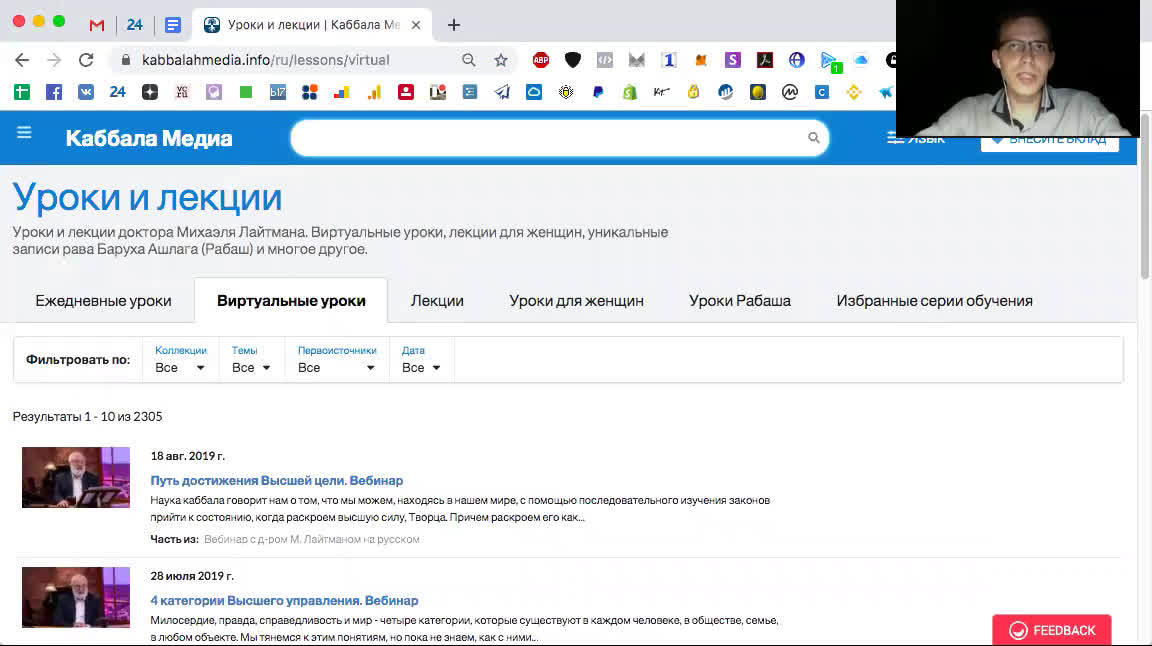 24
Уроки и лекции | Каббала Ме
kabbalahmedia.info/ru/lessons/virtual
ABP
1
S
1
24
b17
КТ
C
Каббала Медиа
ЯЗЫК
ВНЕСИТЕ ВКЛАД
Уроки и лекции
Уроки и лекции доктора Михаэля Лайтмана. Виртуальные уроки, лекции для женщин, уникальные
записи рава Баруха Ашлага (Рабаш) и многое другое.
Ежедневные уроки
Виртуальные уроки
Лекции
Уроки для женщин
Уроки Рабаша
Избранные серии обучения
Фильтровать по:
Коллекции
Все
Темы
Все
Первоисточники
Все
Дата
Все
Результаты 1 - 10 из 2305
18 авг. 2019 г.
Путь достижения Высшей цели. Вебинар
Наука каббала говорит нам о том, что мы можем, находясь в нашем мире, с помощью последовательного изучения законов
прийти к состоянию, когда раскроем высшую силу, Творца. Причем раскроем его как...
Часть из: Вебинар с д-ром М. Лайтманом на русском
28 июля 2019 г.
4 категории Высшего управления. Вебинар
Милосердие, правда, справедливость и мир - четыре категории, которые существуют в каждом человеке, в обществе, семье,
в любом объекте. Мы тянемся к этим понятиям, но пока не знаем, как с ними...
FEEDBACK